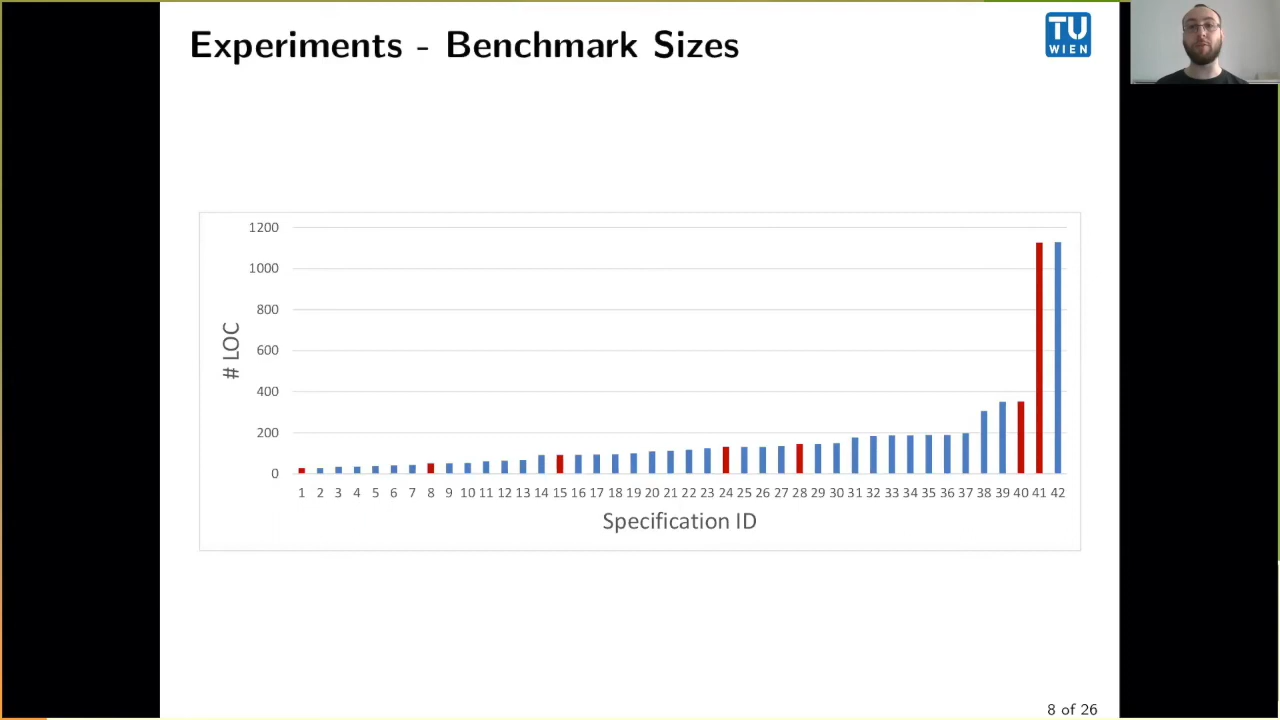 Experiments - Benchmark Sizes
TU
WIEN
1200
1000
800
600
400
200
0
# LOC
1 2 3 4 5 6 7 8 9 10 11 12 13 14 15 16 17 18 19 20 21 22 23 24 25 26 27 28 29 30 31 32 33 34 35 36 37 38 39 40 41 42
Specification ID
8 of 26